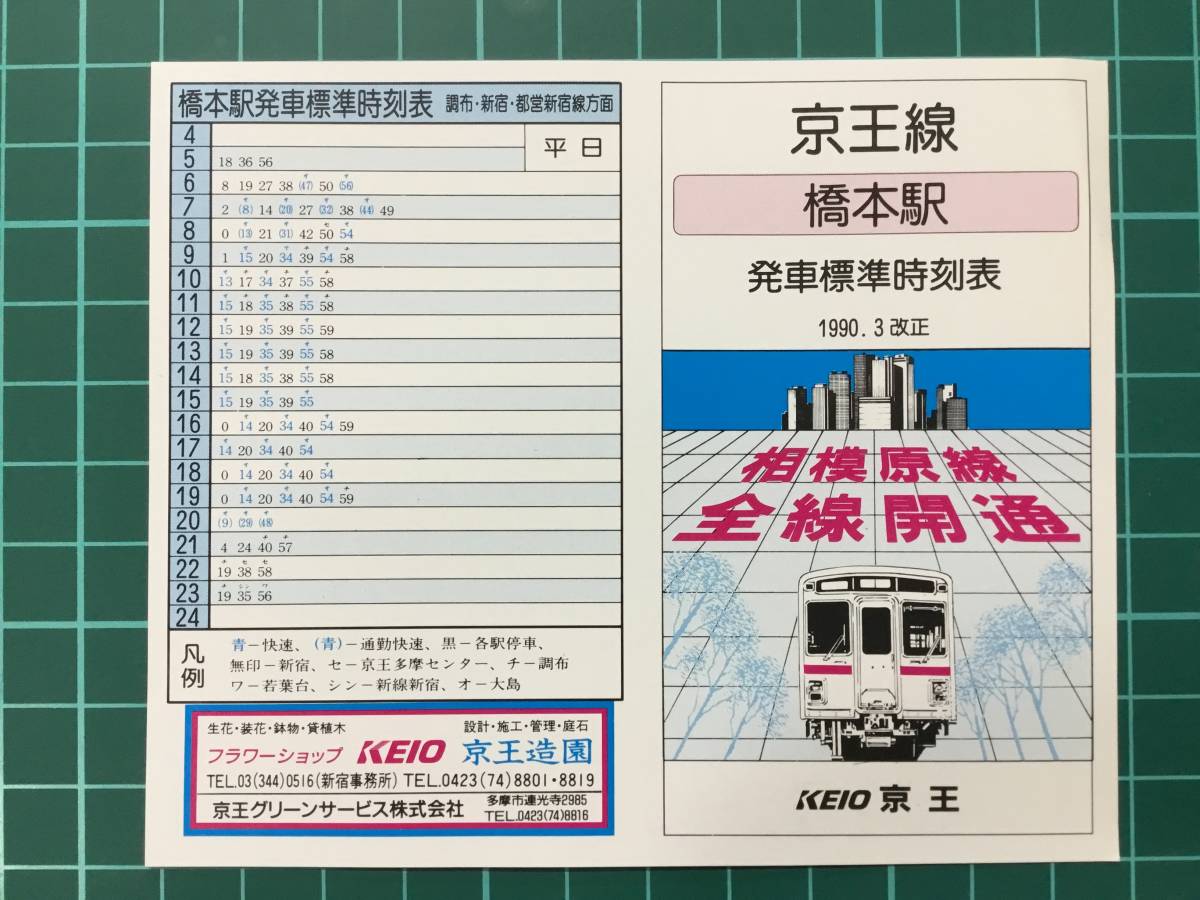 橋本駅発車標準時刻表 調布・新宿・都営新宿線方面
平日
4
5 18 36 56
6 8 19 27 38 (47) 50 (56)
7 2 (8) 14 (20) 27 (32) 38 (44) 49
8 0 (13) 21 (31) 42 50 54
9 1 15 20 34 39 54 58
10 13 17 34 37 55 58
11 15 18 35 38 55 58
12 15 19 35 39 55 59
13 15 19 35 39 55 58
14 15 18 35 38 55 58
15 15 19 35 39 55
16 0 14 20 34 40 54 59
17 14 20 34 40 54
18 0 14 20 34 40 54
19 0 14 20 34 40 54 59
20 (9) (29) (48)
21 4 24 40 57
22 19 38 58
23 19 35 56
24
凡例
青－快速、(青)－通勤快速、黒－各駅停車、
無印－新宿、セ－京王多摩センター、チ－調布
ワ－若葉台、シン－新線新宿、オ－大島
生花・装花・鉢物・貸植木 設計・施工・管理・庭石
フラワーショップ KEIO 京王造園
TEL.03(344)0516(新宿事務所) TEL.0423(74)8801・8819
京王グリーンサービス株式会社 多摩市連光寺2985
TEL.0423(74)8816
京王線
橋本駅
発車標準時刻表
1990.3改正
相模原線
全線開通
KEIO 京王